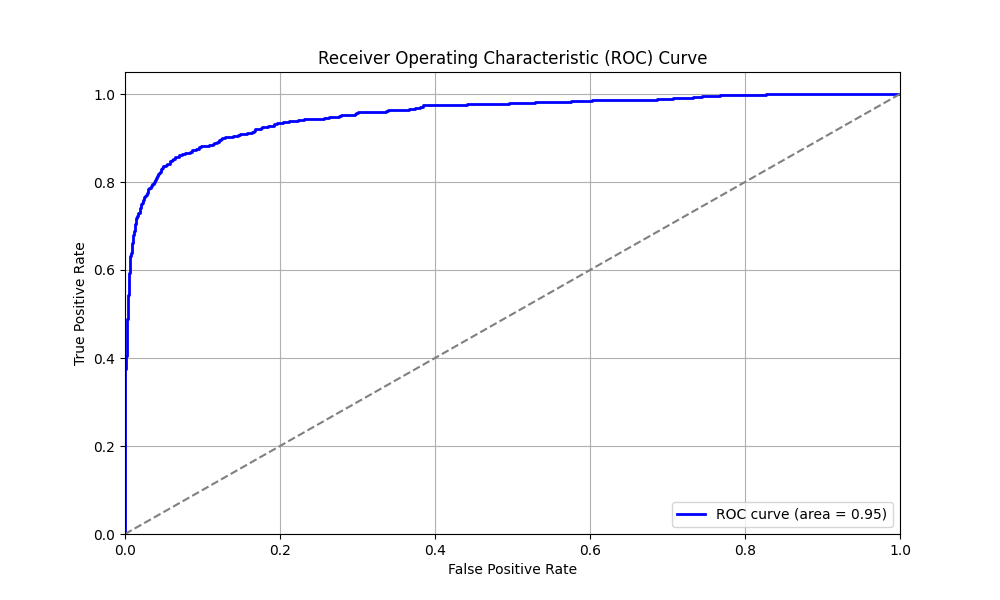 Receiver Operating Characteristic (ROC) Curve
1.0
0.8
0.6
0.4
0.2
0.0
True Positive Rate
ROC curve (area = 0.95)
0.0 0.2 0.4 0.6 0.8 1.0
False Positive Rate